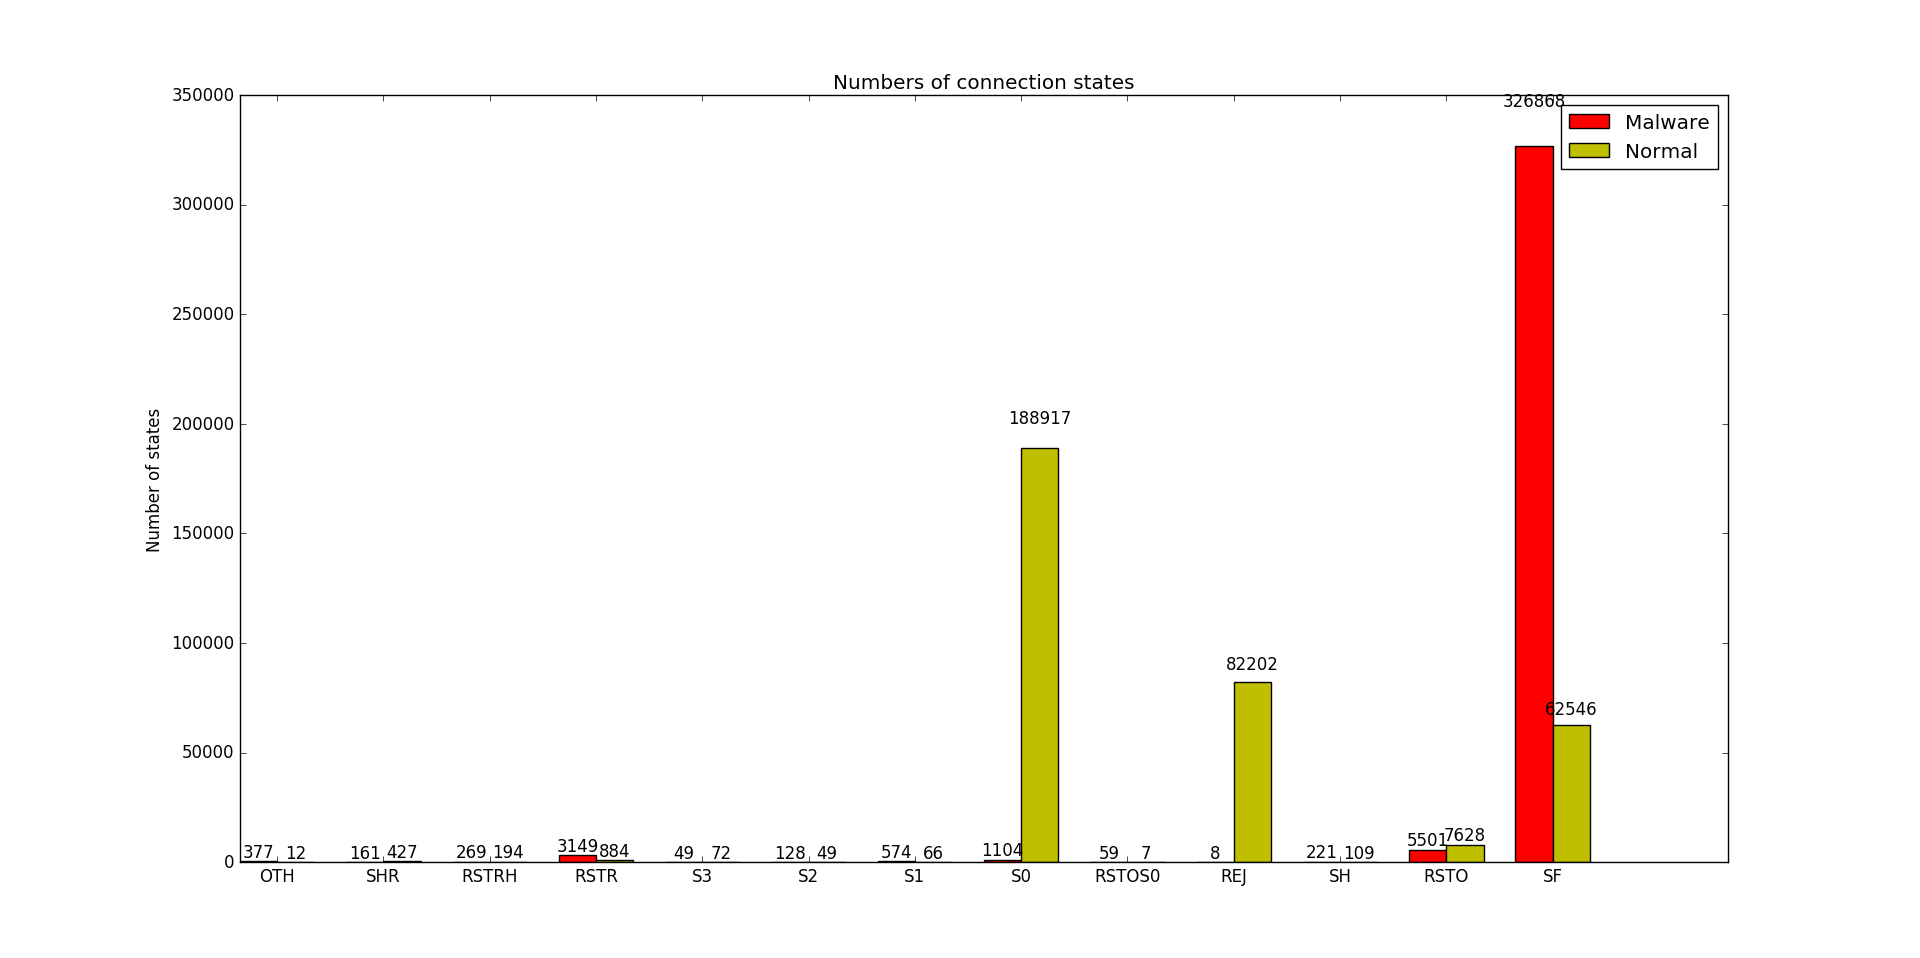 Numbers of connection states
350000
300000
250000
200000
150000
100000
50000
0
Number of states
Malware
Normal
326868
188917
82202
62546
377 12 161 427 269 194 3149 884 49 72 128 49 574 66 1104 59 7 8 221 109 5501 7628
OTH SHR RSTRH RSTR S3 S2 S1 S0 RSTOS0 REJ SH RSTO SF